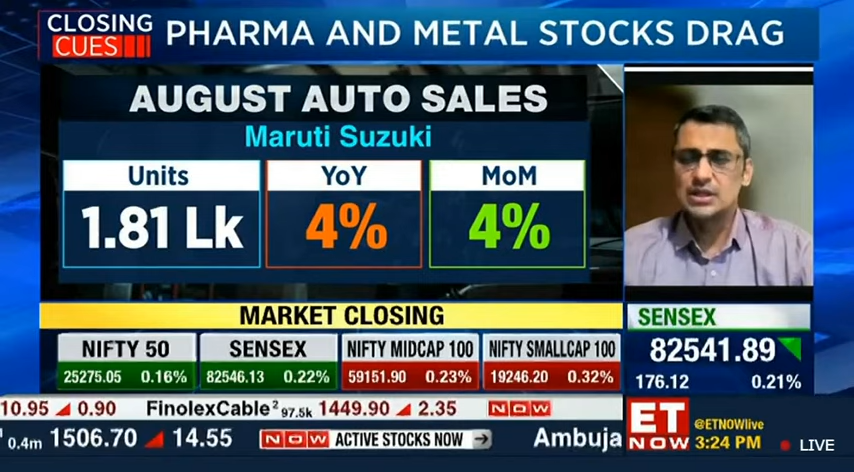 CLOSING
CUES
PHARMA AND METAL STOCKS DRAG
AUGUST AUTO SALES
Maruti Suzuki
Units
1.81 Lk
YoY
4%
MoM
4%
MARKET CLOSING
NIFTY 50
25275.05 0.16%
SENSEX
82546.13 0.22%
NIFTY MIDCAP 100
59151.90 0.23%
NIFTY SMALLCAP 100
19246.20 0.32%
SENSEX
82541.89
176.12 0.21%
10.95 0.90 FinolexCable² 97.5k 1449.90 2.35 NOW
0.4m 1506.70 14.55 NOW ACTIVE STOCKS NOW Ambuja
ET
NOW
@ETNOWlive
3:24 PM
LIVE